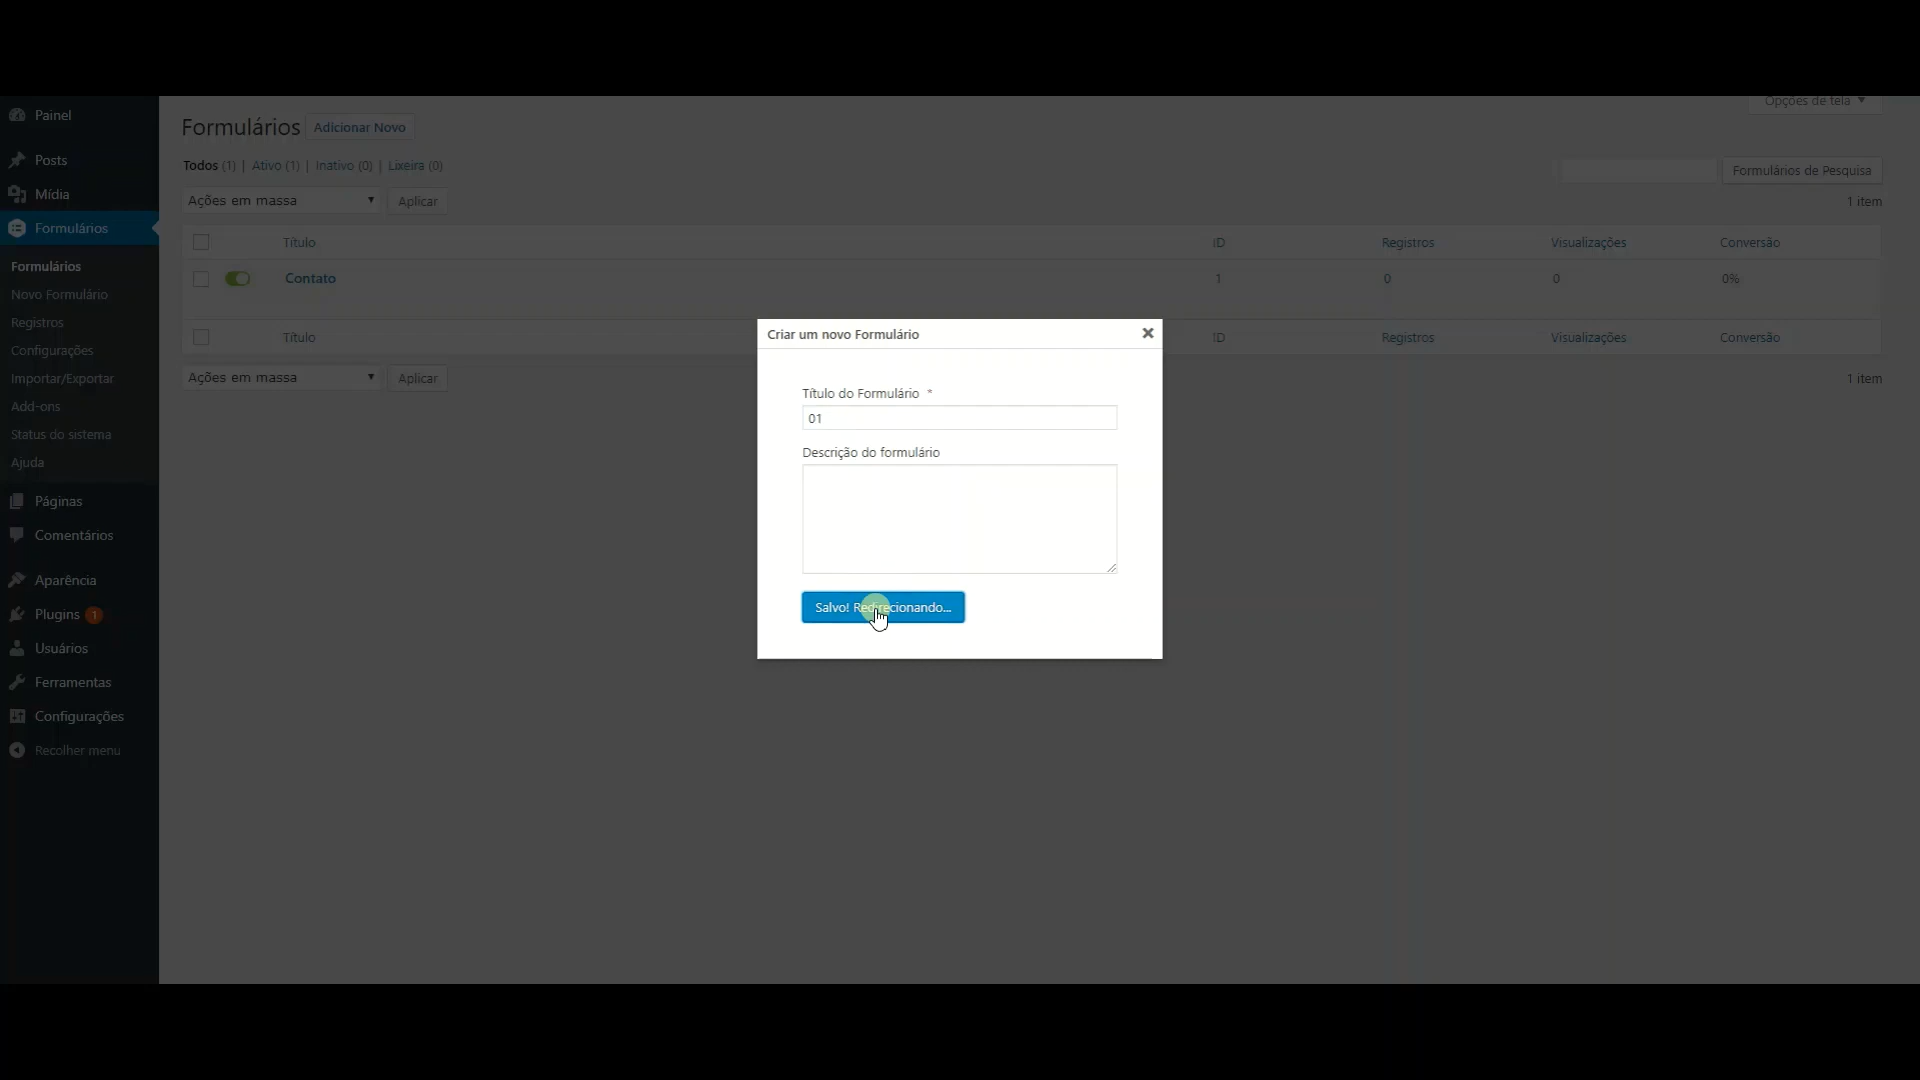 Painel
Posts
Mídia
Formulários
Formulários
Novo Formulário
Registros
Configurações
Importar/Exportar
Add-ons
Status do sistema
Ajuda
Páginas
Comentários
Aparência
Plugins 1
Usuários
Ferramentas
Configurações
Recolher menu
Opções de tela
Formulários Adicionar Novo
Todos (1) | Ativo (1) | Inativo (0) | Lixeira (0)
Formulários de Pesquisa
Ações em massa Aplicar 1 item
Título ID Registros Visualizações Conversão
Contato 1 0 0 0%
Título ID Registros Visualizações Conversão
Ações em massa Aplicar 1 item
Criar um novo Formulário
Título do Formulário *
01
Descrição do formulário
Salvo! Redirecionando...